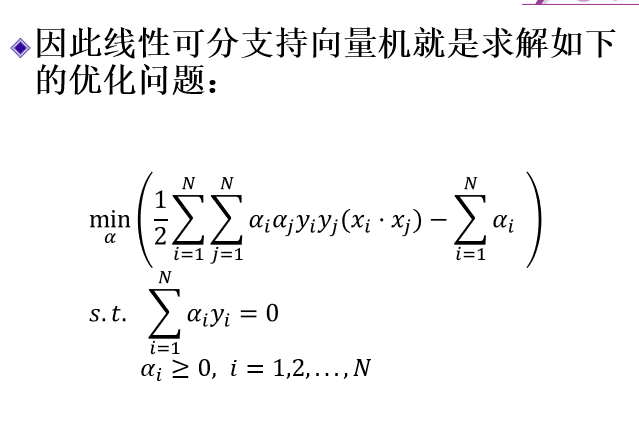 因此线性可分支持向量机就是求解如下
的优化问题：
$\min_{\alpha} \left( \frac{1}{2} \sum_{i=1}^{N} \sum_{j=1}^{N} \alpha_i \alpha_j y_i y_j (x_i \cdot x_j) - \sum_{i=1}^{N} \alpha_i \right)$
$s.t. \sum_{i=1}^{N} \alpha_i y_i = 0$
$\alpha_i \geq 0, \ i = 1,2,\ldots,N$